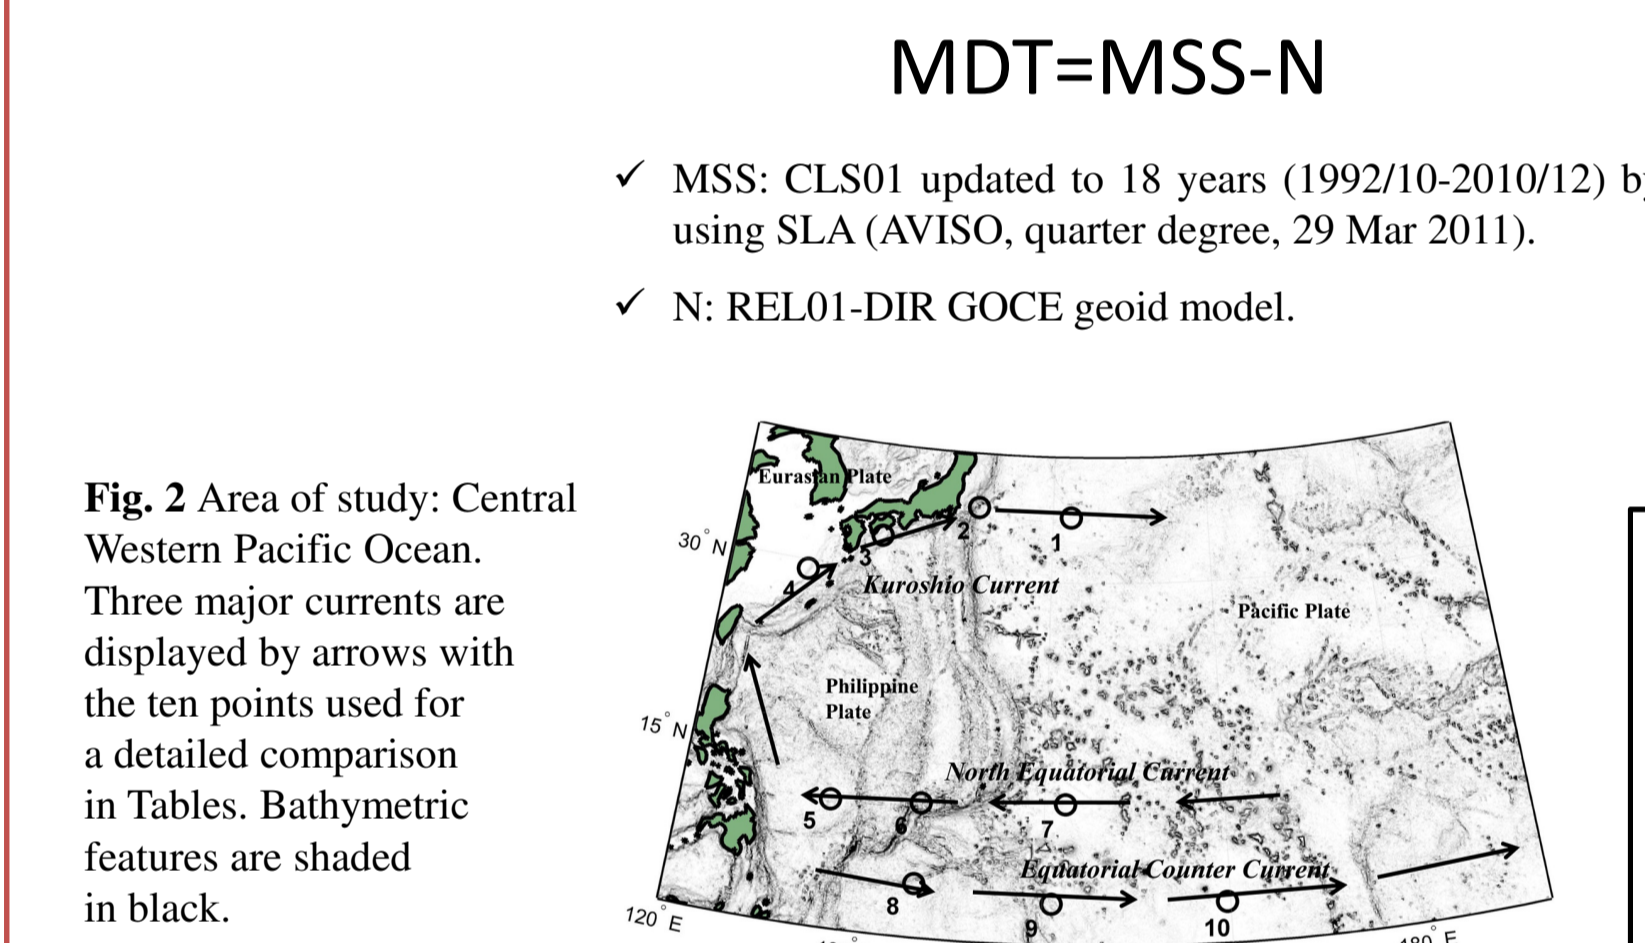 MDT=MSS-N
✓ MSS: CLS01 updated to 18 years (1992/10-2010/12)
using SLA (AVISO, quarter degree, 29 Mar 2011).
✓ N: REL01-DIR GOCE geoid model.
Fig. 2 Area of study: Central
Western Pacific Ocean.
Three major currents are
displayed by arrows with
the ten points used for
a detailed comparison
in Tables. Bathymetric
features are shaded
in black.
Eurasian Plate
30°N
2
1
3
4
Kuroshio Current
Pacific Plate
Philippine
Plate
15°N
North Equatorial Current
5
6
7
Equatorial Counter Current
8
9
10
120°E